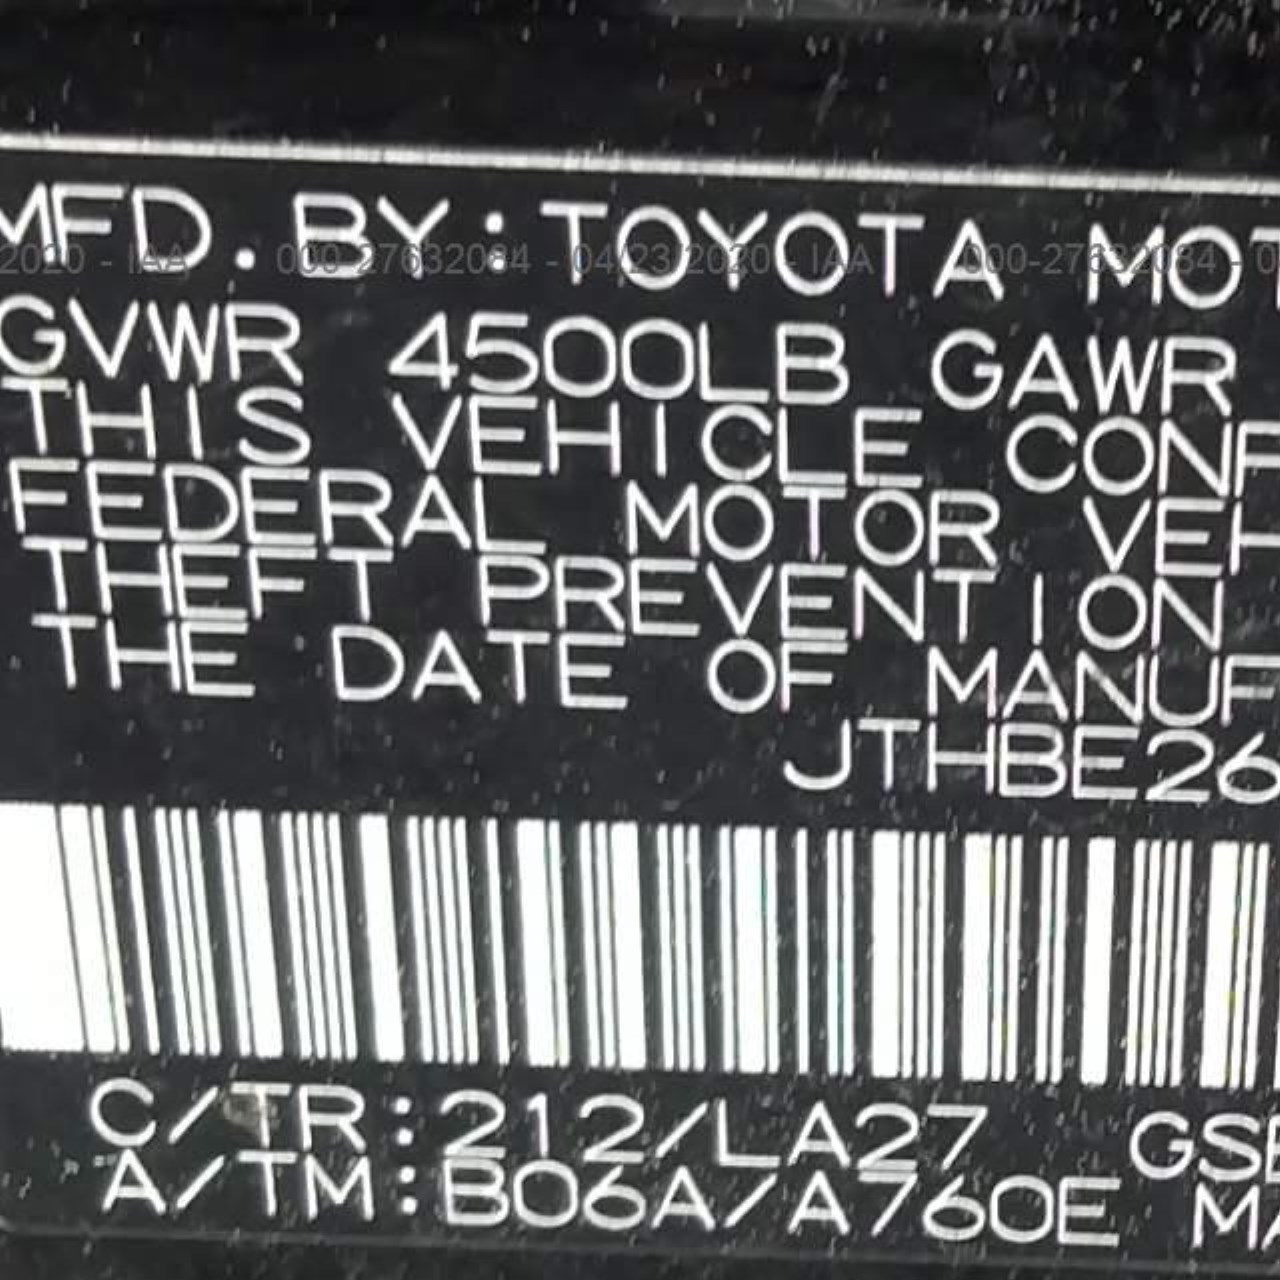 MFD.BY:TOYOTA MOT
2020 - IAA 000-27632084 - 04/23/2020 - IAA 000-27632084 - 0
GVWR 4500LB GAWR
THIS VEHICLE CONF
FEDERAL MOTOR VEH
THEFT PREVENTION
THE DATE OF MANUF
JTHBE26
C/TR:212/LA27 GSE
A/TM:B06A/A760E MA